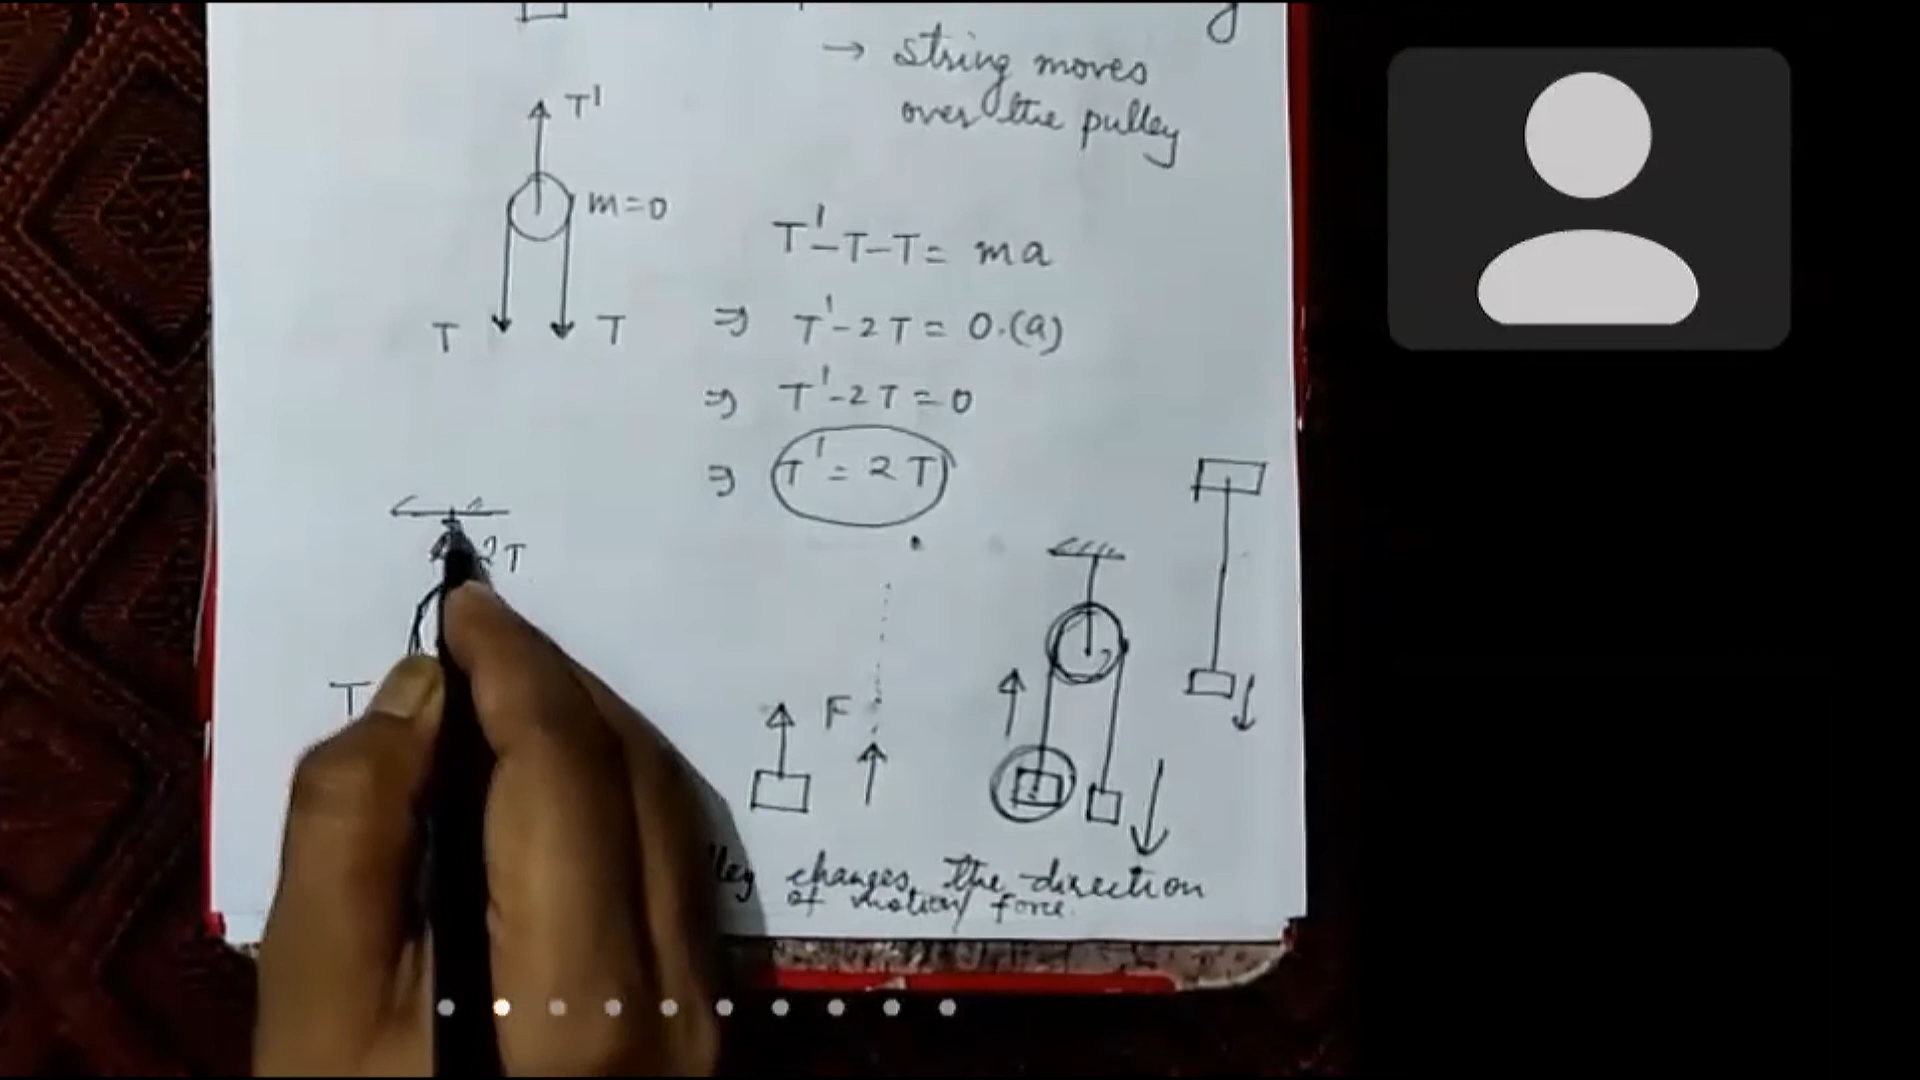 → string moves
over the pulley
T'
m=0
T'-T-T= ma
T
T
⇒ T'-2T = 0.(a)
⇒ T'-2T=0
⇒ T'= 2T
2T
T
F
changes the direction
of motion/ force.